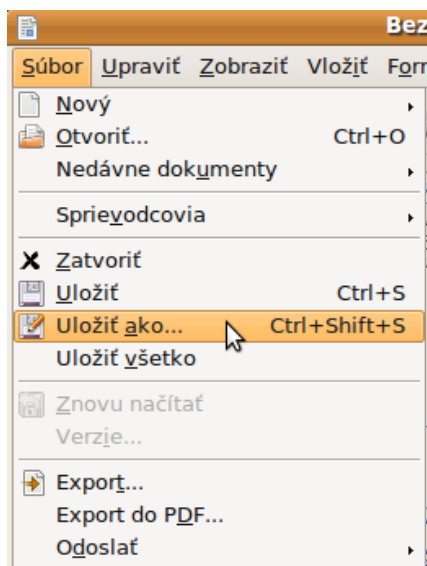 Bez
Súbor Upraviť Zobraziť Vložiť Forr
Nový
Otvoriť... Ctrl+O
Nedávne dokumenty
Sprievodcovia
Zatvoriť
Uložiť Ctrl+S
Uložiť ako... Ctrl+Shift+S
Uložiť všetko
Znovu načítať
Verzie...
Export...
Export do PDF...
Odoslať